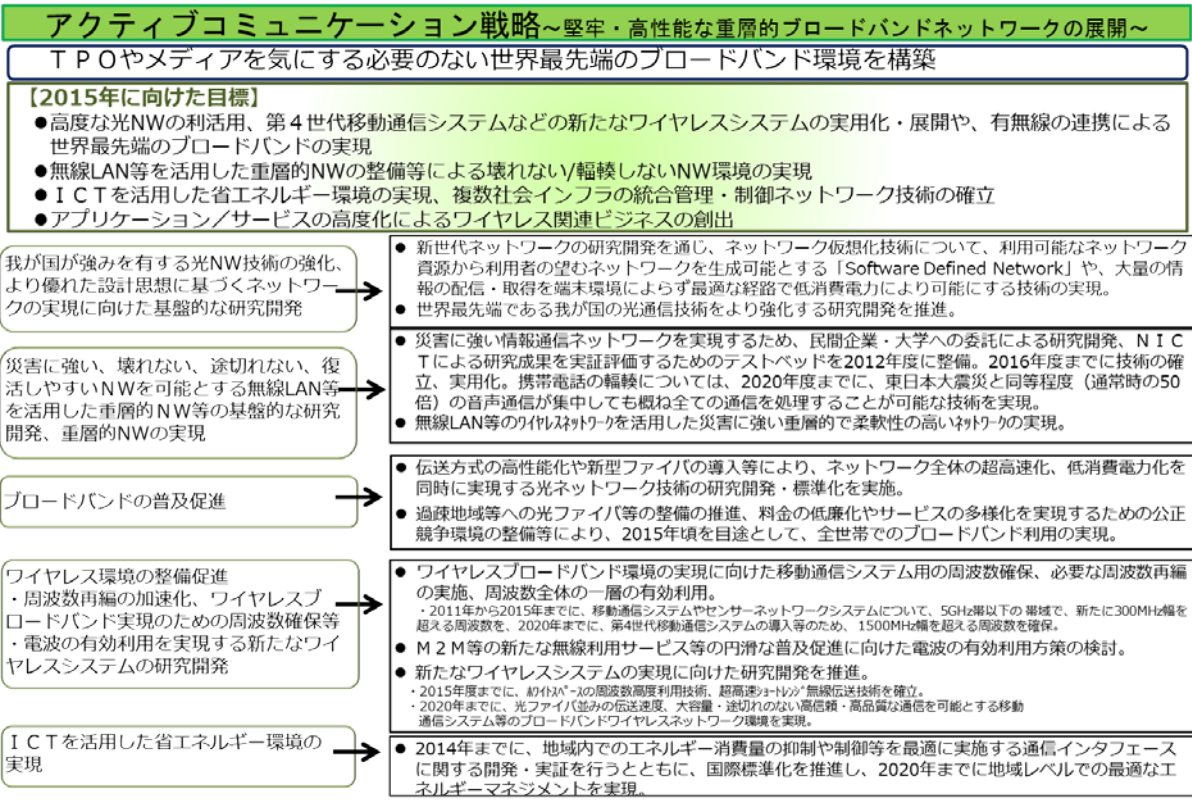 アクティブコミュニケーション戦略~堅牢・高性能な重層的ブロードバンドネットワークの展開~
TPOやメディアを気にする必要のない世界最先端のブロードバンド環境を構築
【2015年に向けた目標】
●高度な光NWの利活用、第4世代移動通信システムなどの新たなワイヤレスシステムの実用化・展開や、有無線の連携による
世界最先端のブロードバンドの実現
●無線LAN等を活用した重層的NWの整備等による壊れない/輻輳しないNW環境の実現
●ICTを活用した省エネルギー環境の実現、複数社会インフラの統合管理・制御ネットワーク技術の確立
●アプリケーション/サービスの高度化によるワイヤレス関連ビジネスの創出
我が国が強みを有する光NW技術の強化、
より優れた設計思想に基づくネットワー
クの実現に向けた基盤的な研究開発
● 新世代ネットワークの研究開発を通じ、ネットワーク仮想化技術について、利用可能なネットワーク
資源から利用者の望むネットワークを生成可能とする「Software Defined Network」や、大量の情
報の配信・取得を端末環境によらず最適な経路で低消費電力により可能にする技術の実現。
● 世界最先端である我が国の光通信技術をより強化する研究開発を推進。
災害に強い、壊れない、途切れない、復
活しやすいNWを可能とする無線LAN等
を活用した重層的NW等の基盤的な研究
開発、重層的NWの実現
● 災害に強い情報通信ネットワークを実現するため、民間企業・大学への委託による研究開発、NIC
Tによる研究成果を実証評価するためのテストベッドを2012年度に整備。2016年度までに技術の確
立、実用化。携帯電話の輻輳については、2020年度までに、東日本大震災と同等程度(通常時の50
倍)の音声通信が集中しても概ね全ての通信を処理することが可能な技術を実現。
● 無線LAN等のワイヤレスネットワークを活用した災害に強い重層的で柔軟性の高いネットワークの実現。
ブロードバンドの普及促進
● 伝送方式の高性能化や新型ファイバの導入等により、ネットワーク全体の超高速化、低消費電力化を
同時に実現する光ネットワーク技術の研究開発・標準化を実施。
● 過疎地域等への光ファイバ等の整備の推進、料金の低廉化やサービスの多様化を実現するための公正
競争環境の整備等により、2015年頃を目途として、全世帯でのブロードバンド利用の実現。
ワイヤレス環境の整備促進
・周波数再編の加速化、ワイヤレスブ
ロードバンド実現のための周波数確保等
・電波の有効利用を実現する新たなワイ
ヤレスシステムの研究開発
● ワイヤレスブロードバンド環境の実現に向けた移動通信システム用の周波数確保、必要な周波数再編
の実施、周波数全体の一層の有効利用。
・2011年から2015年までに、移動通信システムやセンサーネットワークシステムについて、5GHz帯以下の帯域で、新たに300MHz幅を
超える周波数を、2020年までに、第4世代移動通信システムの導入等のため、1500MHz幅を超える周波数を確保。
● M2M等の新たな無線利用サービス等の円滑な普及促進に向けた電波の有効利用方策の検討。
● 新たなワイヤレスシステムの実現に向けた研究開発を推進。
・2015年度までに、ホワイトスペースの周波数高度利用技術、超高速ショートレンジ無線伝送技術を確立。
・2020年までに、光ファイバ並みの伝送速度、大容量・途切れのない高信頼・高品質な通信を可能とする移動
通信システム等のブロードバンドワイヤレスネットワーク環境を実現。
ICTを活用した省エネルギー環境の
実現
● 2014年までに、地域内でのエネルギー消費量の抑制や制御等を最適に実施する通信インタフェース
に関する開発・実証を行うとともに、国際標準化を推進し、2020年までに地域レベルでの最適なエ
ネルギーマネジメントを実現。